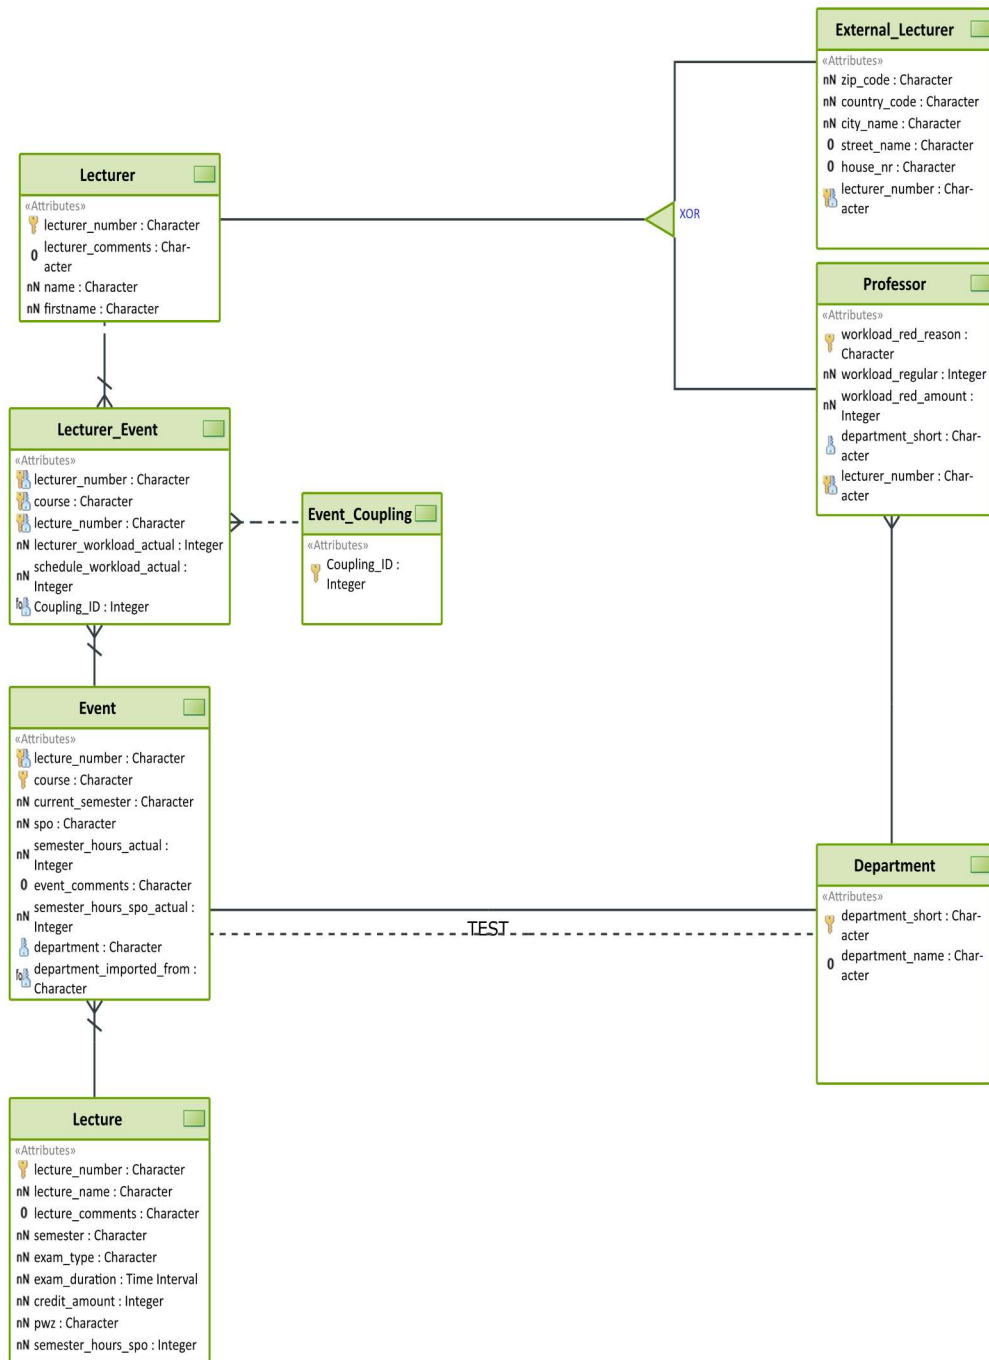 External_Lecturer
«Attributes»
nN zip_code : Character
nN country_code : Character
nN city_name : Character
0 street_name : Character
0 house_nr : Character
lecturer_number : Char-
acter
Lecturer
«Attributes»
lecturer_number : Character
0 lecturer_comments : Char-
acter
nN name : Character
nN firstname : Character
XOR
Professor
«Attributes»
workload_red_reason :
Character
nN workload_regular : Integer
nN workload_red_amount :
Integer
department_short : Char-
acter
lecturer_number : Char-
acter
Lecturer_Event
«Attributes»
lecturer_number : Character
course : Character
lecture_number : Character
nN lecturer_workload_actual : Integer
nN schedule_workload_actual :
Integer
Coupling_ID : Integer
Event_Coupling
«Attributes»
Coupling_ID :
Integer
Event
«Attributes»
lecture_number : Character
course : Character
nN current_semester : Character
nN spo : Character
nN semester_hours_actual :
Integer
0 event_comments : Character
nN semester_hours_spo_actual :
Integer
department : Character
department_imported_from :
Character
TEST
Department
«Attributes»
department_short : Char-
acter
0 department_name : Char-
acter
Lecture
«Attributes»
lecture_number : Character
nN lecture_name : Character
0 lecture_comments : Character
nN semester : Character
nN exam_type : Character
nN exam_duration : Time Interval
nN credit_amount : Integer
nN pwz : Character
nN semester_hours_spo : Integer